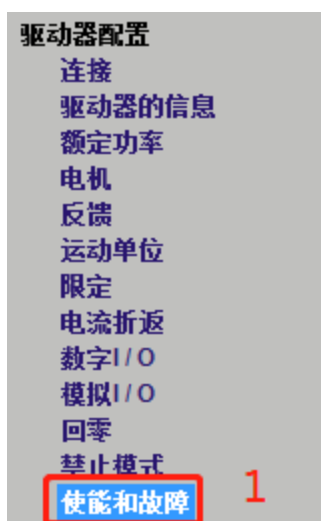 驱动器配置
连接
驱动器的信息
额定功率
电机
反馈
运动单位
限定
电流折返
数字I/O
模拟I/O
回零
禁止模式
使能和故障 1